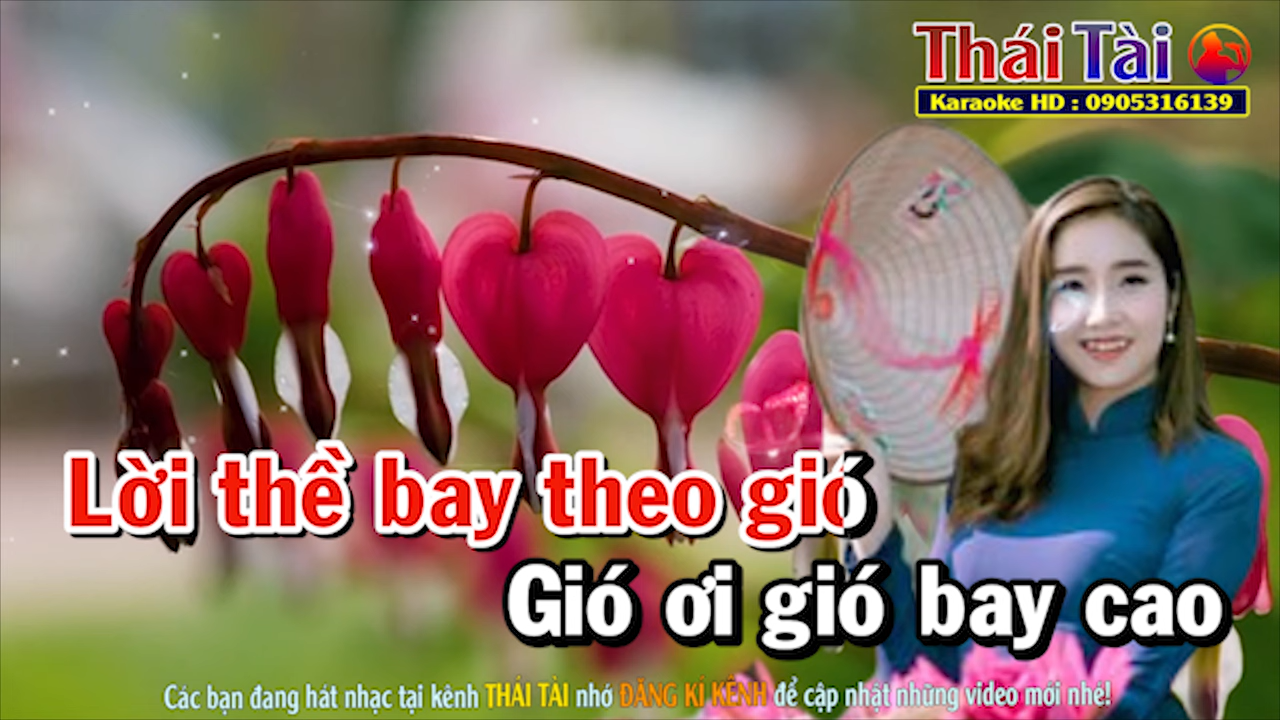 Thái Tài
Karaoke HD : 0905316139
Lời thề bay theo gió
Gió ơi gió bay cao
Các bạn đang hát nhạc tại kênh THÁI TÀI nhớ ĐĂNG KÍ KÊNH để cập nhật những video mới nhé!